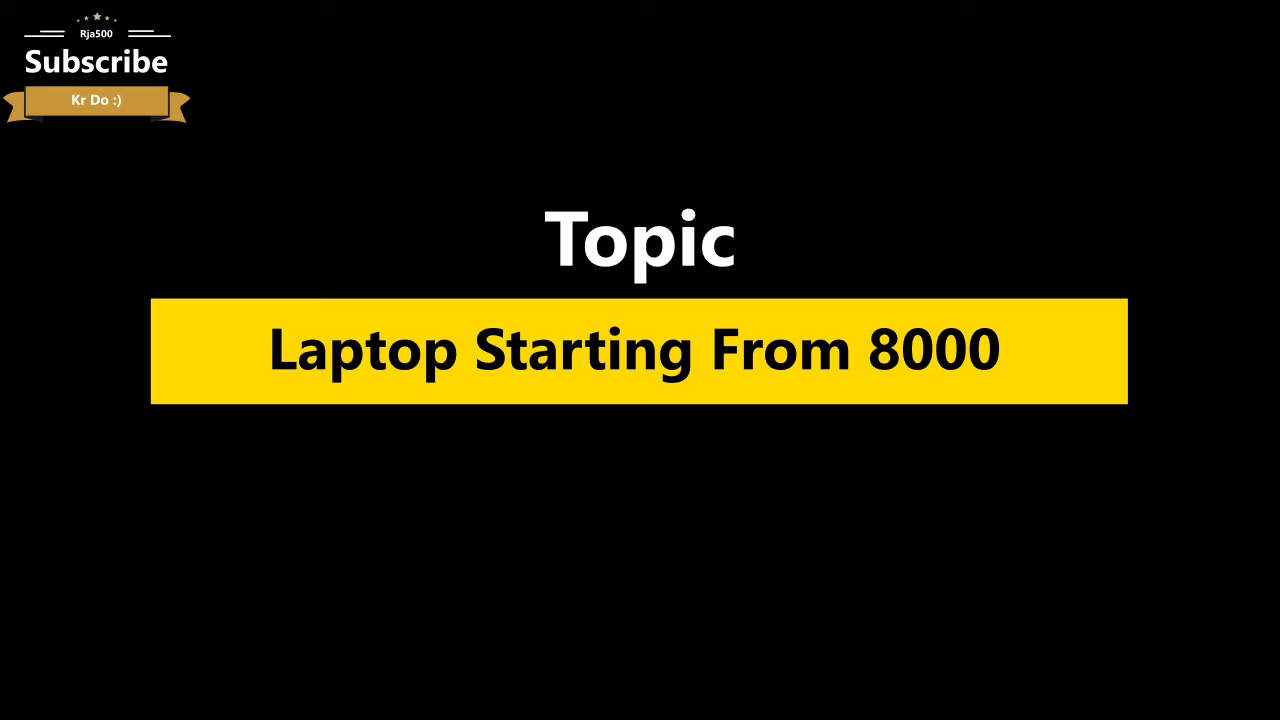 Rja500
Subscribe
Kr Do :)
Topic
Laptop Starting From 8000